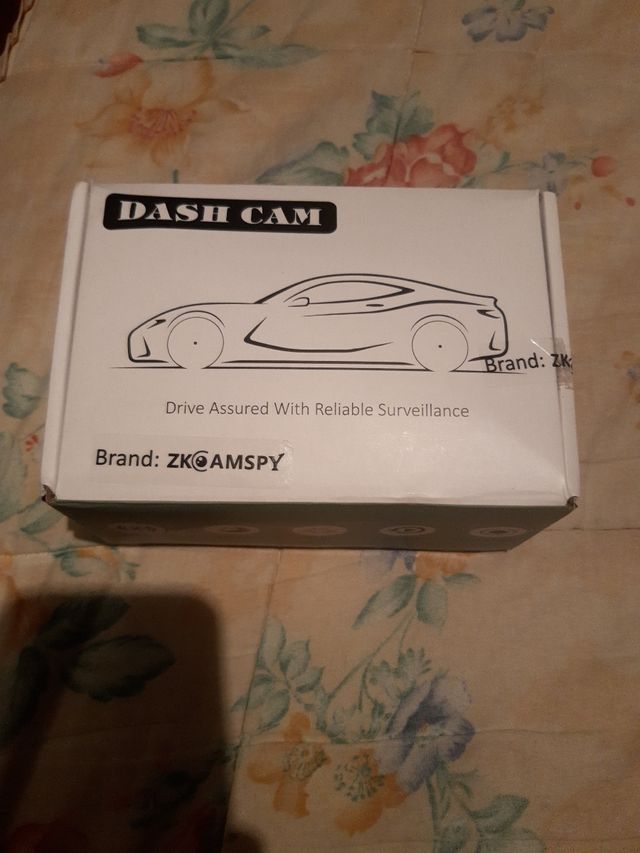 DASH CAM
Brand: ZK
Drive Assured With Reliable Surveillance
Brand: ZKCAMSPY